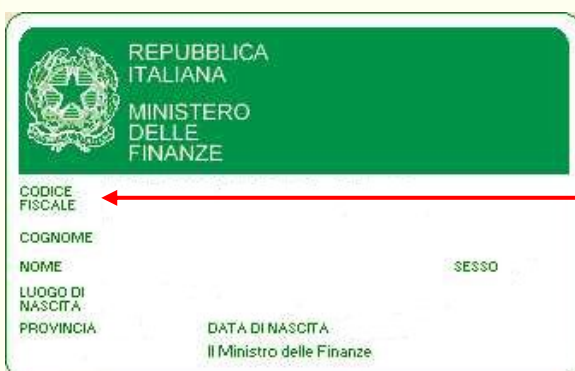 REPUBBLICA
ITALIANA
MINISTERO
DELLE
FINANZE
CODICE
FISCALE
COGNOME
NOME SESSO
LUOGO DI
NASCITA
PROVINCIA DATA DI NASCITA
Il Ministro delle Finanze